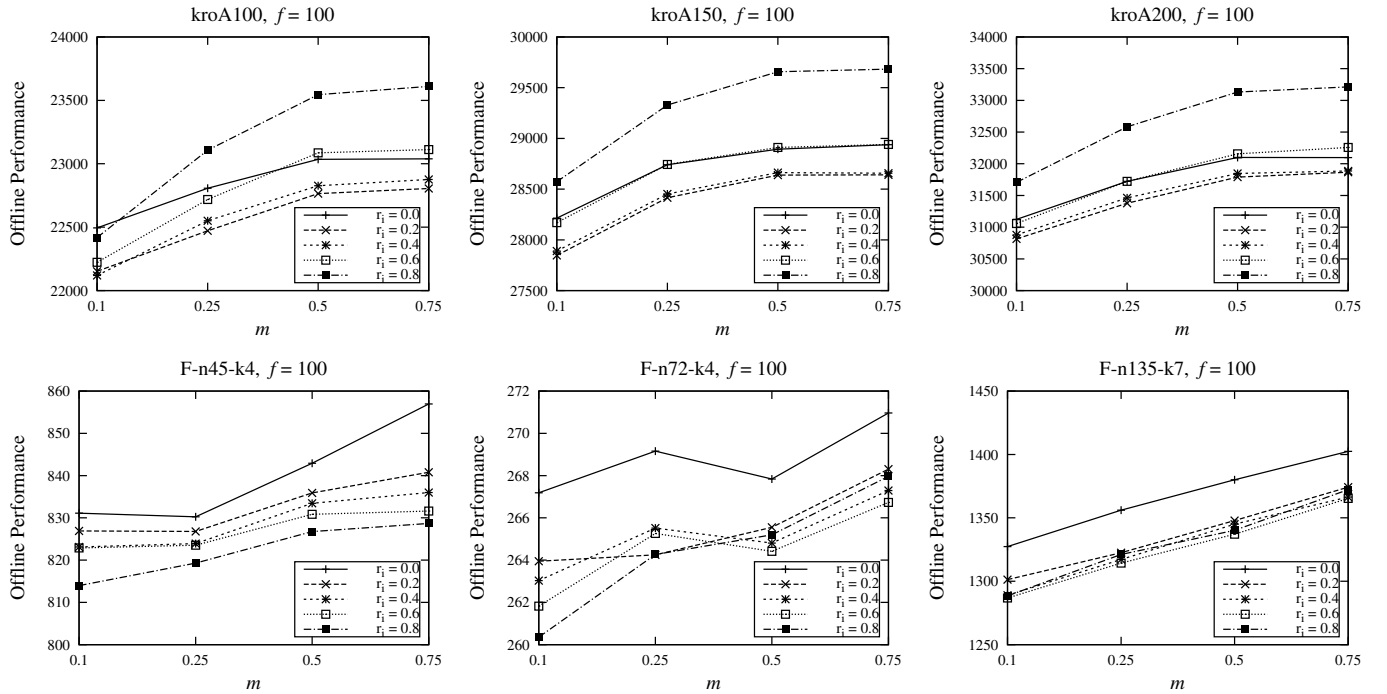 kroA100, f = 100
24000
23500
23000
22500
22000
Offline Performance
0.1
0.25
0.5
0.75
m
r_i = 0.0
r_i = 0.2
r_i = 0.4
r_i = 0.6
r_i = 0.8
kroA150, f = 100
30000
29500
29000
28500
28000
27500
Offline Performance
0.1
0.25
0.5
0.75
m
r_i = 0.0
r_i = 0.2
r_i = 0.4
r_i = 0.6
r_i = 0.8
kroA200, f = 100
34000
33500
33000
32500
32000
31500
31000
30500
30000
Offline Performance
0.1
0.25
0.5
0.75
m
r_i = 0.0
r_i = 0.2
r_i = 0.4
r_i = 0.6
r_i = 0.8
F-n45-k4, f = 100
860
850
840
830
820
810
800
Offline Performance
0.1
0.25
0.5
0.75
m
r_i = 0.0
r_i = 0.2
r_i = 0.4
r_i = 0.6
r_i = 0.8
F-n72-k4, f = 100
272
270
268
266
264
262
260
Offline Performance
0.1
0.25
0.5
0.75
m
r_i = 0.0
r_i = 0.2
r_i = 0.4
r_i = 0.6
r_i = 0.8
F-n135-k7, f = 100
1450
1400
1350
1300
1250
Offline Performance
0.1
0.25
0.5
0.75
m
r_i = 0.0
r_i = 0.2
r_i = 0.4
r_i = 0.6
r_i = 0.8